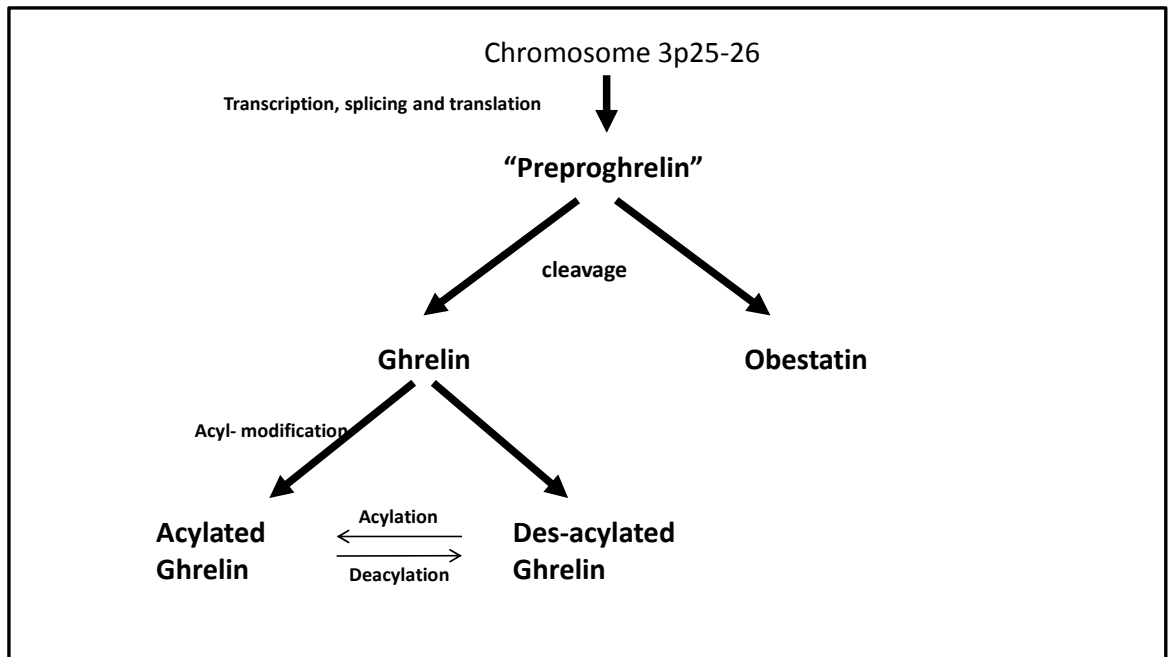 Chromosome 3p25-26
Transcription, splicing and translation
“Preproghrelin”
cleavage
Ghrelin
Obestatin
Acyl- modification
Acylated
Ghrelin
Acylation
Deacylation
Des-acylated
Ghrelin